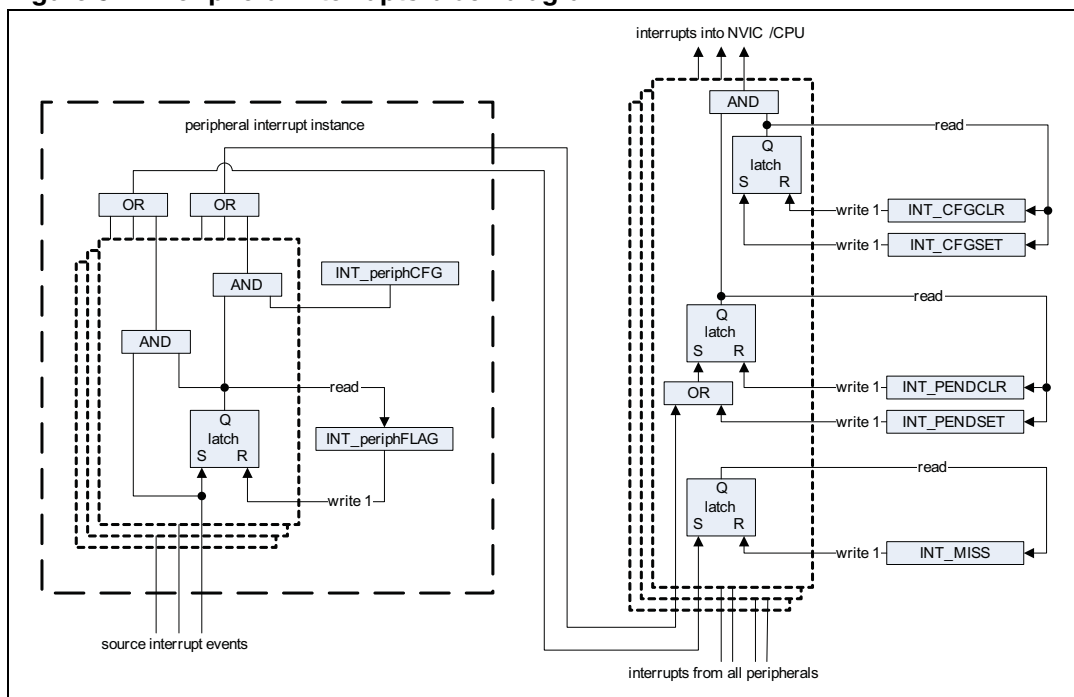 interrupts into NVIC /CPU
peripheral interrupt instance
OR
OR
AND
INT_periphCFG
AND
read
Q
latch
S R
INT_periphFLAG
write 1
source interrupt events
AND
read
Q
latch
S R
write 1
INT_CFGCLR
write 1
INT_CFGSET
read
Q
latch
S R
OR
write 1
INT_PENDCLR
write 1
INT_PENDSET
read
Q
latch
S R
write 1
INT_MISS
interrupts from all peripherals